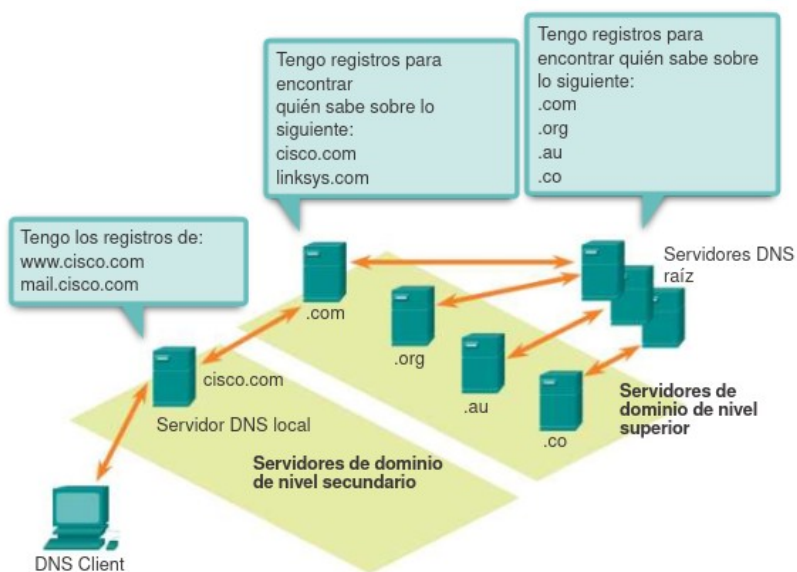 Tengo registros para
encontrar
quién sabe sobre lo
siguiente:
cisco.com
linksys.com
Tengo registros para
encontrar quién sabe sobre
lo siguiente:
.com
.org
.au
.co
Tengo los registros de:
www.cisco.com
mail.cisco.com
Servidores DNS
raíz
.com
.org
.au
.co
cisco.com
Servidor DNS local
Servidores de
dominio de nivel
superior
Servidores de dominio
de nivel secundario
DNS Client